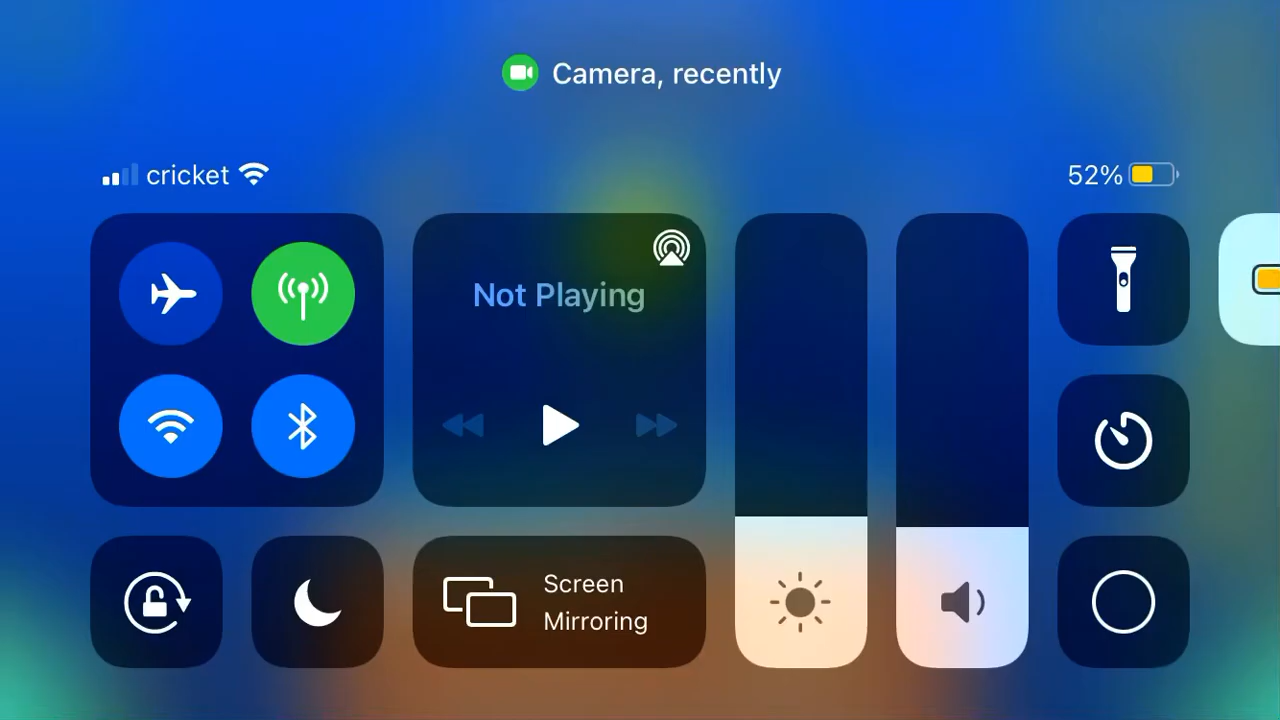 Camera, recently
cricket
52%
Not Playing
Screen
Mirroring